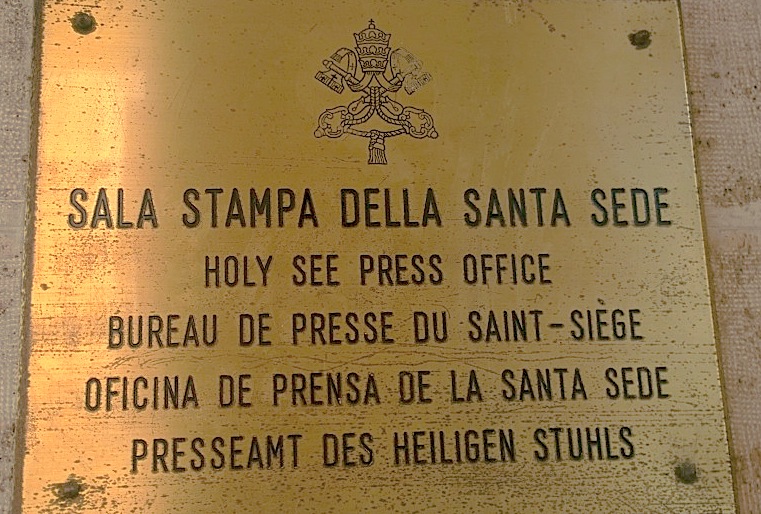 SALA STAMPA DELLA SANTA SEDE
HOLY SEE PRESS OFFICE
BUREAU DE PRESSE DU SAINT-SIÈGE
OFICINA DE PRENSA DE LA SANTA SEDE
PRESSEAMT DES HEILIGEN STUHLS